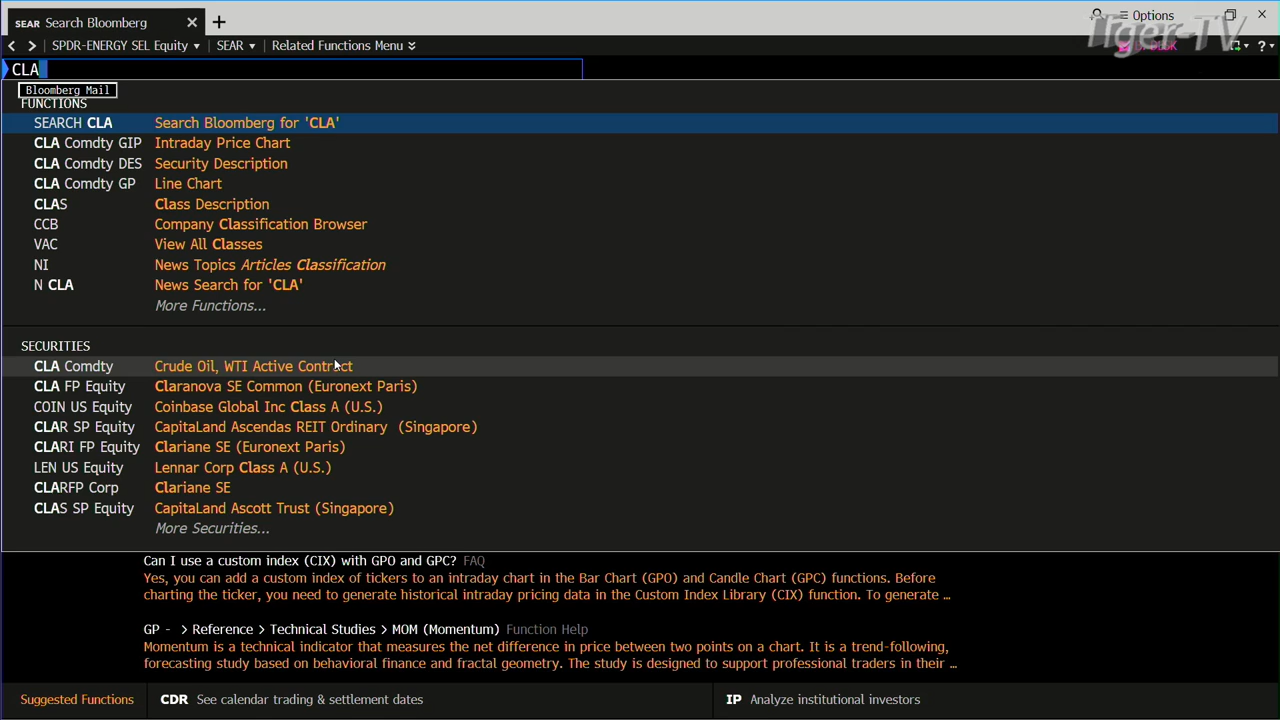 SEAR Search Bloomberg
Options
SPDR-ENERGY SEL Equity SEAR Related Functions Menu
Tiger-TV
CLA
Bloomberg Mail
FUNCTIONS
SEARCH CLA Search Bloomberg for 'CLA'
CLA Comdty GIP Intraday Price Chart
CLA Comdty DES Security Description
CLA Comdty GP Line Chart
CLAS Class Description
CCB Company Classification Browser
VAC View All Classes
NI News Topics Articles Classification
N CLA News Search for 'CLA'
More Functions...
SECURITIES
CLA Comdty Crude Oil, WTI Active Contract
CLA FP Equity Claranova SE Common (Euronext Paris)
COIN US Equity Coinbase Global Inc Class A (U.S.)
CLAR SP Equity CapitaLand Ascendas REIT Ordinary (Singapore)
CLARI FP Equity Clariane SE (Euronext Paris)
LEN US Equity Lennar Corp Class A (U.S.)
CLARFP Corp Clariane SE
CLAS SP Equity CapitaLand Ascott Trust (Singapore)
More Securities...
Can I use a custom index (CIX) with GPO and GPC? FAQ
Yes, you can add a custom index of tickers to an intraday chart in the Bar Chart (GPO) and Candle Chart (GPC) functions. Before
charting the ticker, you need to generate historical intraday pricing data in the Custom Index Library (CIX) function. To generate …
GP - > Reference > Technical Studies > MOM (Momentum) Function Help
Momentum is a technical indicator that measures the net difference in price between two points on a chart. It is a trend-following,
forecasting study based on behavioral finance and fractal geometry. The study is designed to support professional traders in their …
Suggested Functions CDR See calendar trading & settlement dates IP Analyze institutional investors